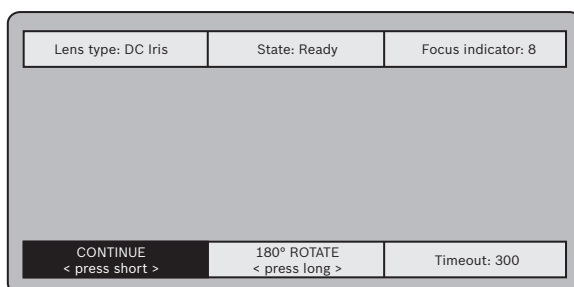 Lens type: DC Iris
State: Ready
Focus indicator: 8
CONTINUE
< press short >
180° ROTATE
< press long >
Timeout: 300